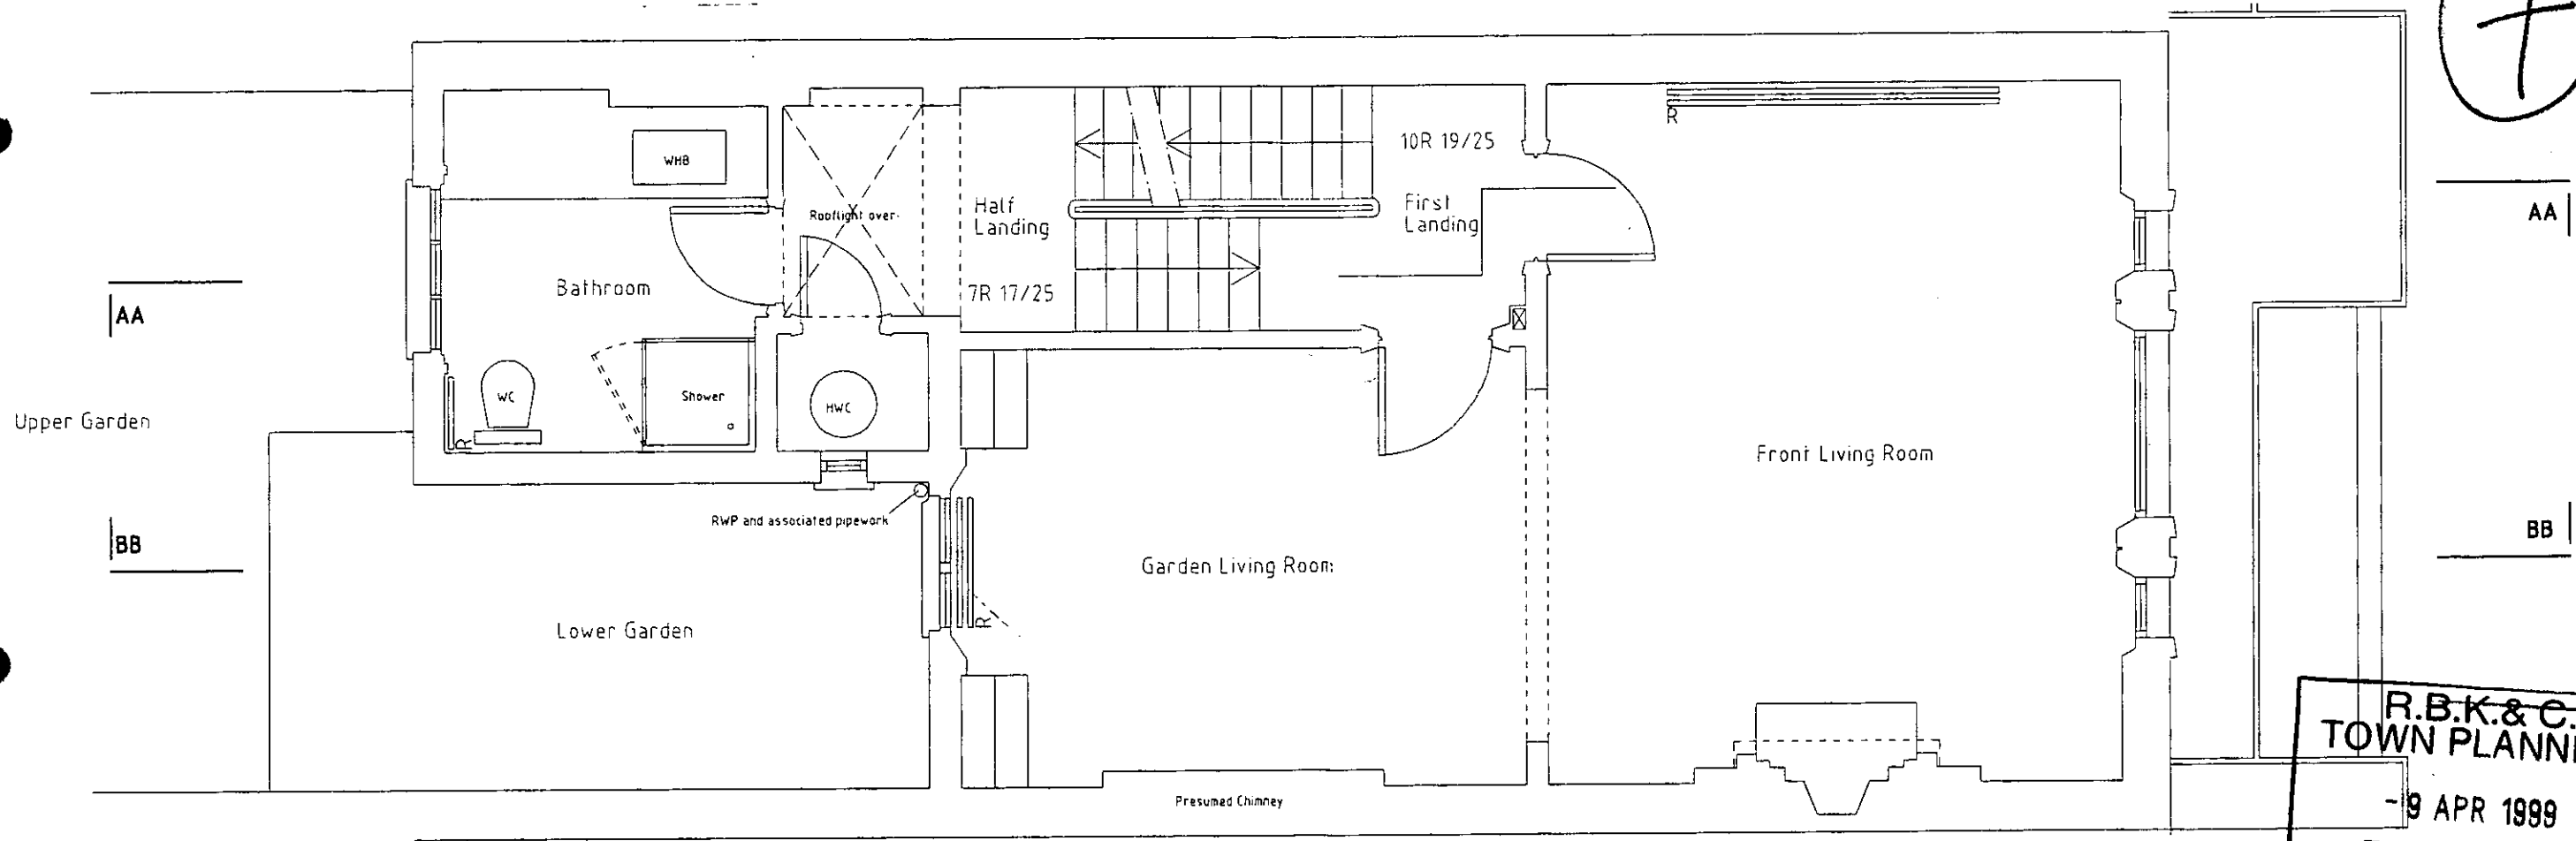 R
10R 19/25
WHB
First
Landing
Half
Landing
Rooflight over
AA
AA
Bathroom
7R 17/25
WC
Shower
HWC
Upper Garden
R
Front Living Room
RWP and associated pipework
BB
BB
Garden Living Room
R
Lower Garden
R.B.K.& C.
TOWN PLANNI
Presumed Chimney
-9 APR 1999